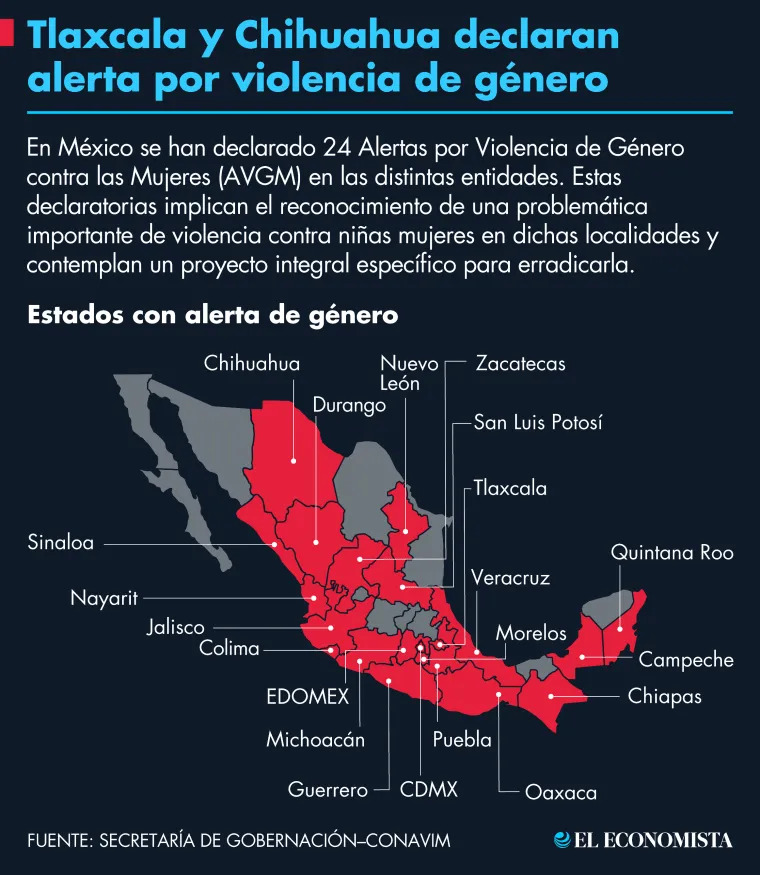 Tlaxcala y Chihuahua declaran
alerta por violencia de género
En México se han declarado 24 Alertas por Violencia de Género
contra las Mujeres (AVGM) en las distintas entidades. Estas
declaratorias implican el reconocimiento de una problemática
importante de violencia contra niñas mujeres en dichas localidades y
contemplan un proyecto integral específico para erradicarla.
Estados con alerta de género
Chihuahua
Nuevo
León
Zacatecas
Durango
San Luis Potosí
Tlaxcala
Sinaloa
Quintana Roo
Veracruz
Nayarit
Jalisco
Morelos
Colima
Campeche
EDOMEX
Chiapas
Michoacán
Puebla
Guerrero
CDMX
Oaxaca
FUENTE: SECRETARÍA DE GOBERNACIÓN–CONAVIM
EL ECONOMISTA